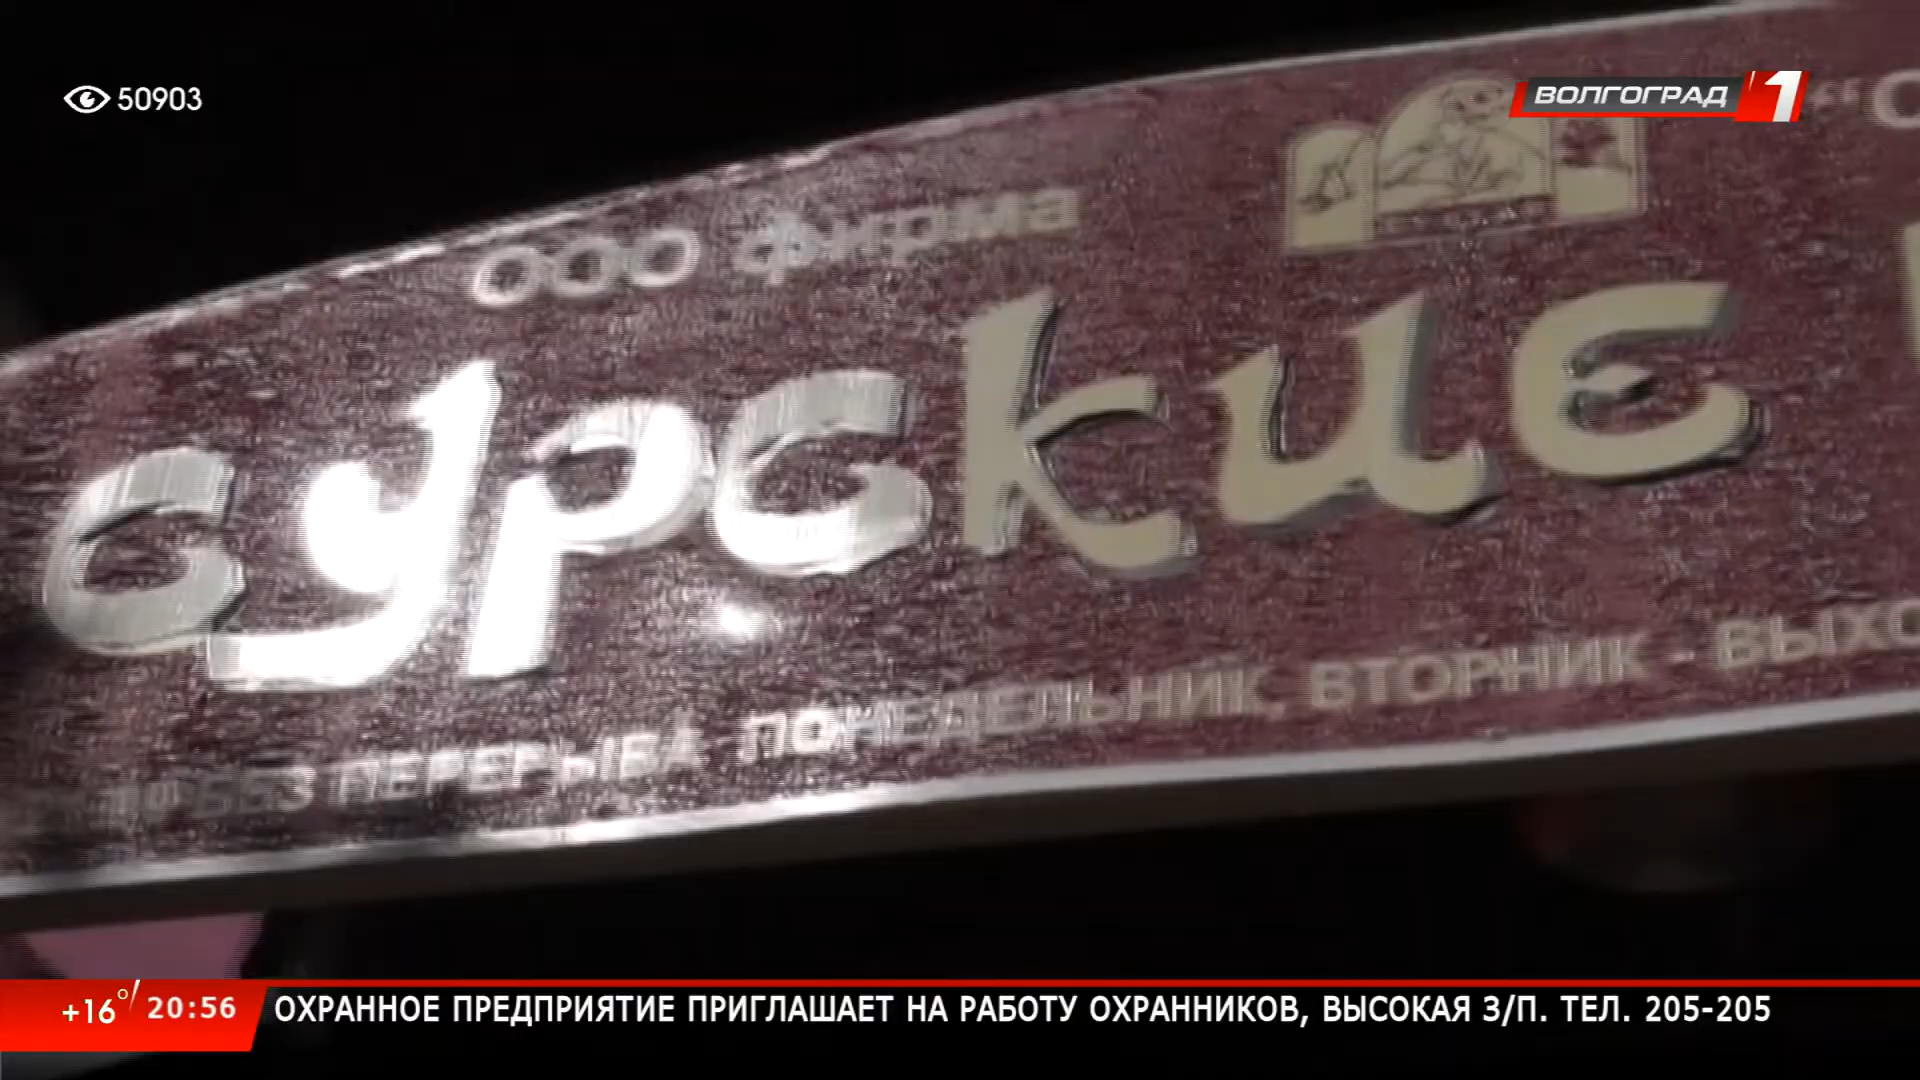 50903
ВОЛГОГРАД 1
ООО фирма
сурские
БЕЗ ПЕРЕРЫВА ПОНЕДЕЛЬНИК, ВТОРНИК - ВЫХО
+16° 20:56 ОХРАННОЕ ПРЕДПРИЯТИЕ ПРИГЛАШАЕТ НА РАБОТУ ОХРАННИКОВ, ВЫСОКАЯ З/П. ТЕЛ. 205-205